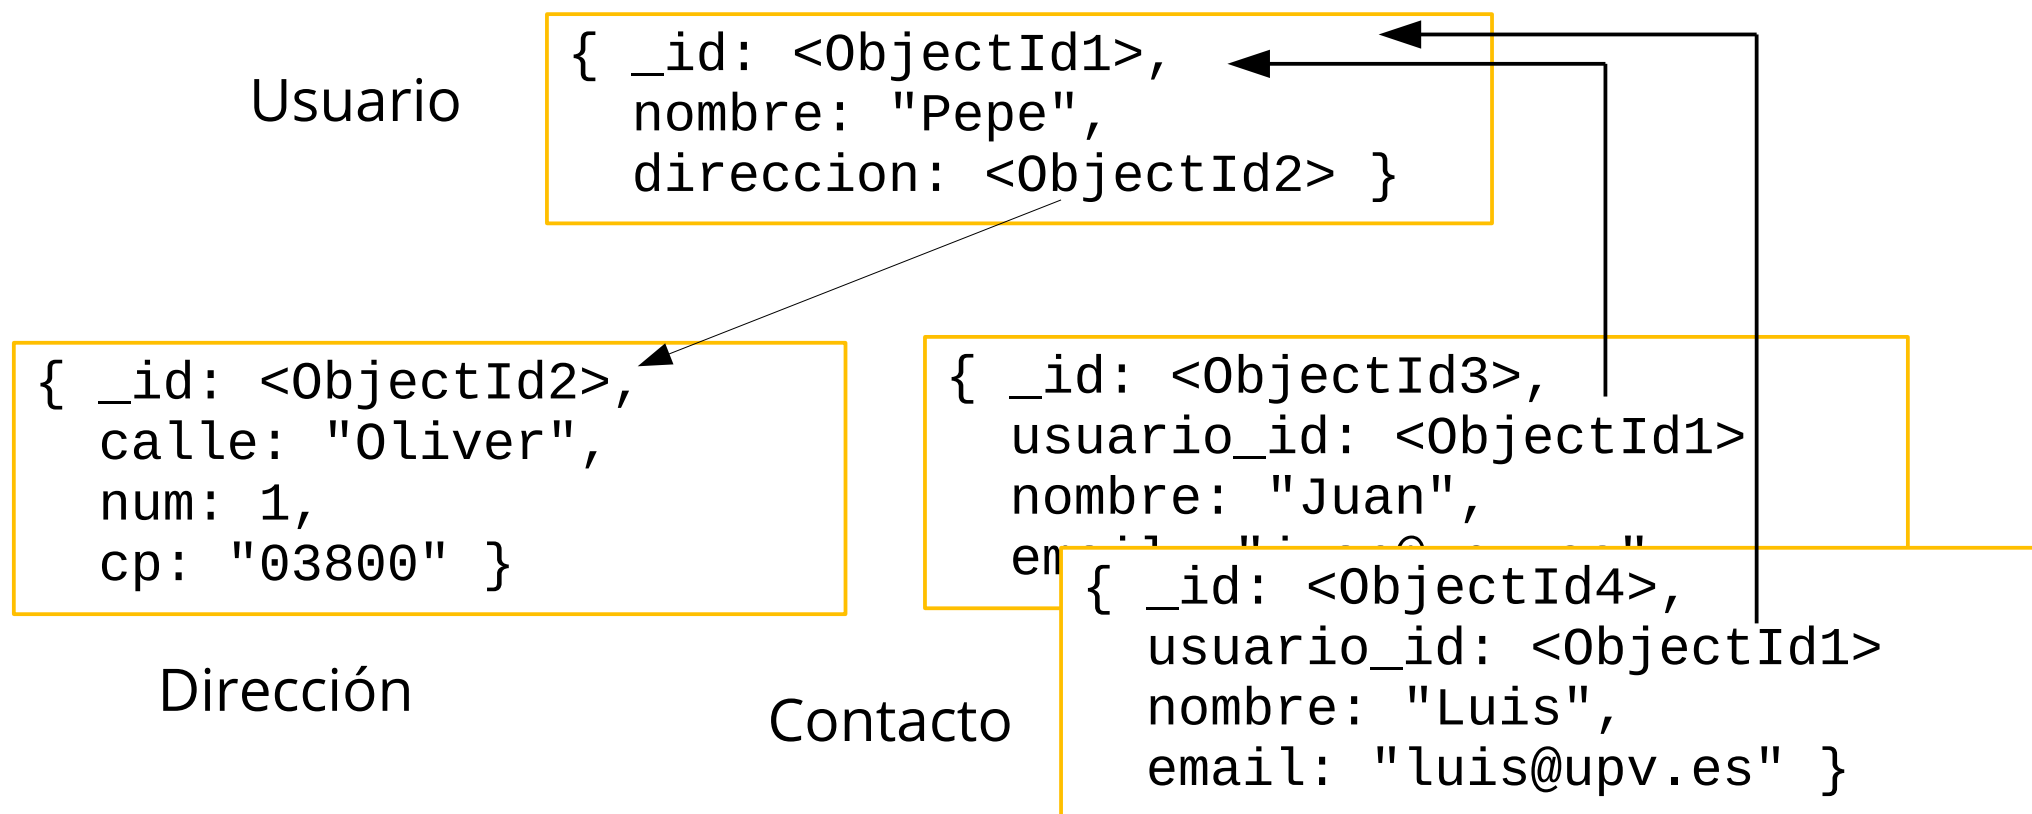 Usuario
{ _id: <ObjectId1>,
nombre: "Pepe",
direccion: <ObjectId2> }
{ _id: <ObjectId2>,
calle: "Oliver",
num: 1,
cp: "03800" }
Dirección
{ _id: <ObjectId3>,
usuario_id: <ObjectId1>
nombre: "Juan",
Contacto
{ _id: <ObjectId4>,
usuario_id: <ObjectId1>
nombre: "Luis",
email: "luis@upv.es" }